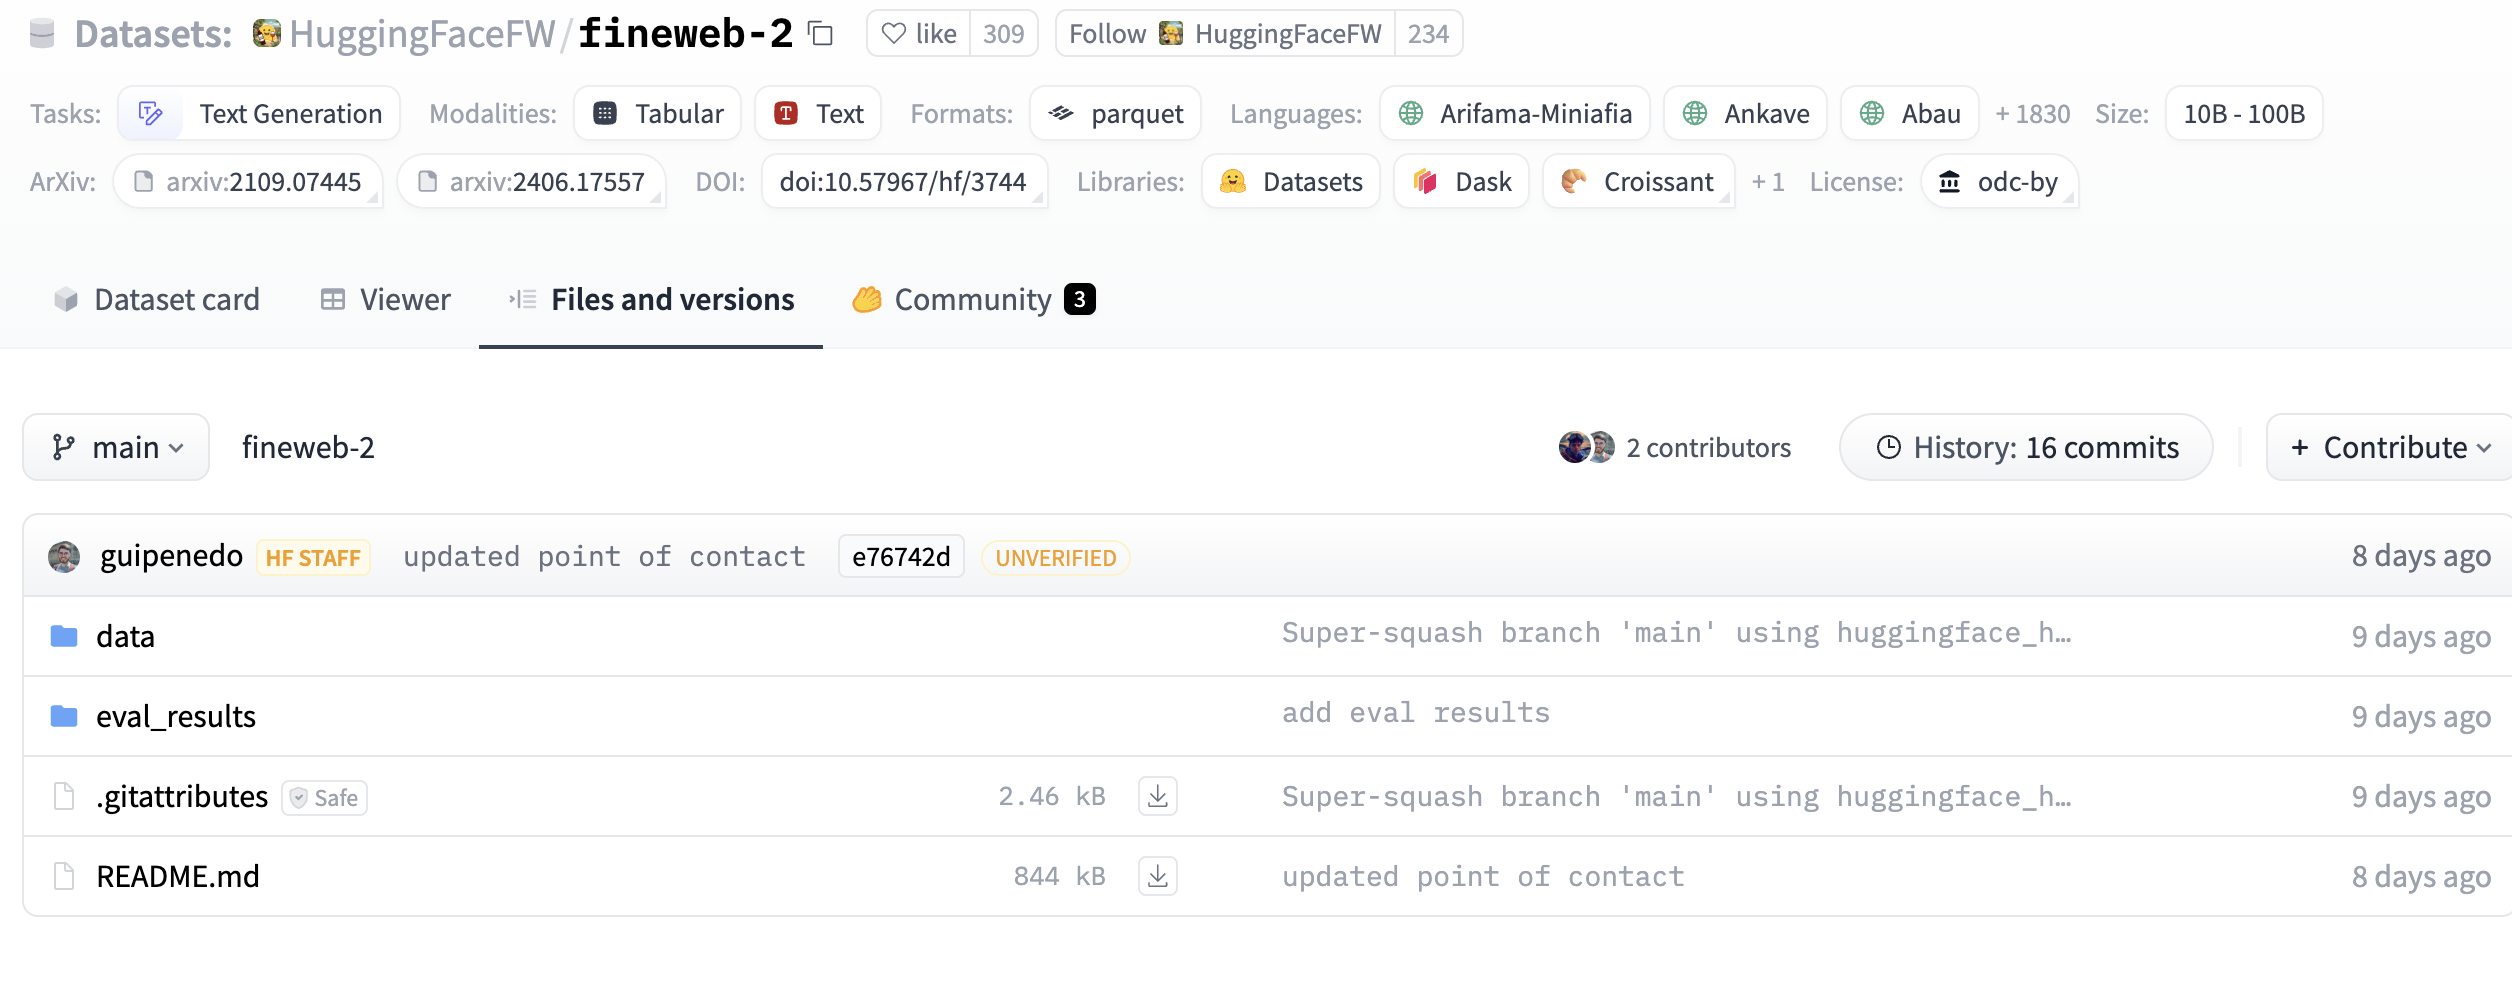 Datasets: HuggingFaceFW/fineweb-2 like 309 Follow HuggingFaceFW 234
Tasks: Text Generation Modalities: Tabular Text Formats: parquet Languages: Arifama-Miniafia Ankave Abau + 1830 Size: 10B - 100B
ArXiv: arxiv:2109.07445 arxiv:2406.17557 DOI: doi:10.57967/hf/3744 Libraries: Datasets Dask Croissant + 1 License: odc-by
Dataset card Viewer Files and versions Community 3
main fineweb-2 2 contributors History: 16 commits + Contribute
guipenedo HF STAFF updated point of contact e76742d UNVERIFIED 8 days ago
data Super-squash branch 'main' using huggingface_h… 9 days ago
eval_results add eval results 9 days ago
.gitattributes Safe 2.46 kB Super-squash branch 'main' using huggingface_h… 9 days ago
README.md 844 kB updated point of contact 8 days ago